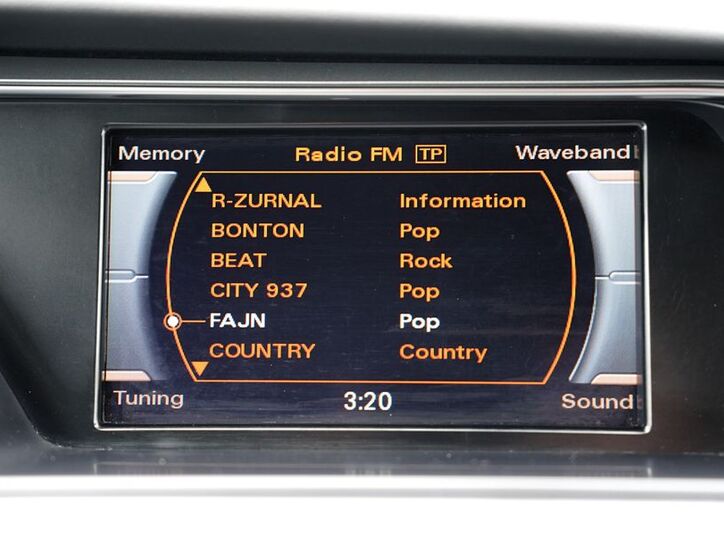 Memory Radio FM TP Waveband
R-ZURNAL Information
BONTON Pop
BEAT Rock
CITY 937 Pop
FAJN Pop
COUNTRY Country
Tuning 3:20 Sound